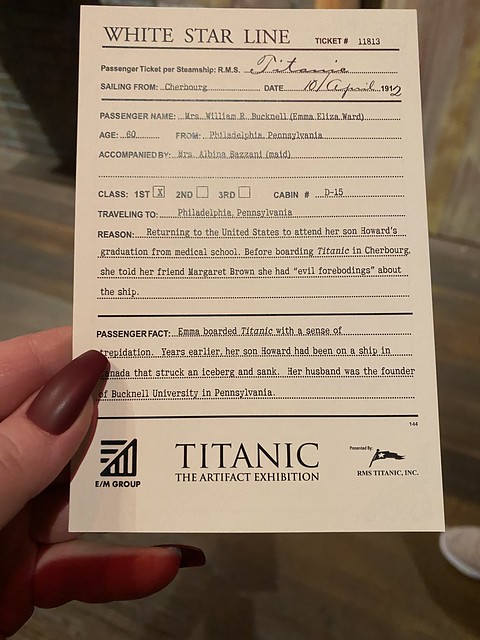 WHITE STAR LINE TICKET # 11813
Passenger Ticket per Steamship: R.M.S. Titanic
SAILING FROM: Cherbourg DATE 10/April 1912
PASSENGER NAME: Mrs. William R. Bucknell (Emma Eliza Ward)
AGE: 60 FROM: Philadelphia, Pennsylvania
ACCOMPANIED BY: Mrs. Albina Bazzani (maid)
CLASS: 1ST X 2ND 3RD CABIN # D-15
TRAVELING TO: Philadelphia, Pennsylvania
REASON: Returning to the United States to attend her son Howard's
graduation from medical school. Before boarding Titanic in Cherbourg,
she told her friend Margaret Brown she had "evil forebodings" about
the ship.
PASSENGER FACT: Emma boarded Titanic with a sense of
trepidation. Years earlier, her son Howard had been on a ship in
Canada that struck an iceberg and sank. Her husband was the founder
of Bucknell University in Pennsylvania.
144
E/M GROUP
TITANIC
THE ARTIFACT EXHIBITION
Presented By:
RMS TITANIC, INC.